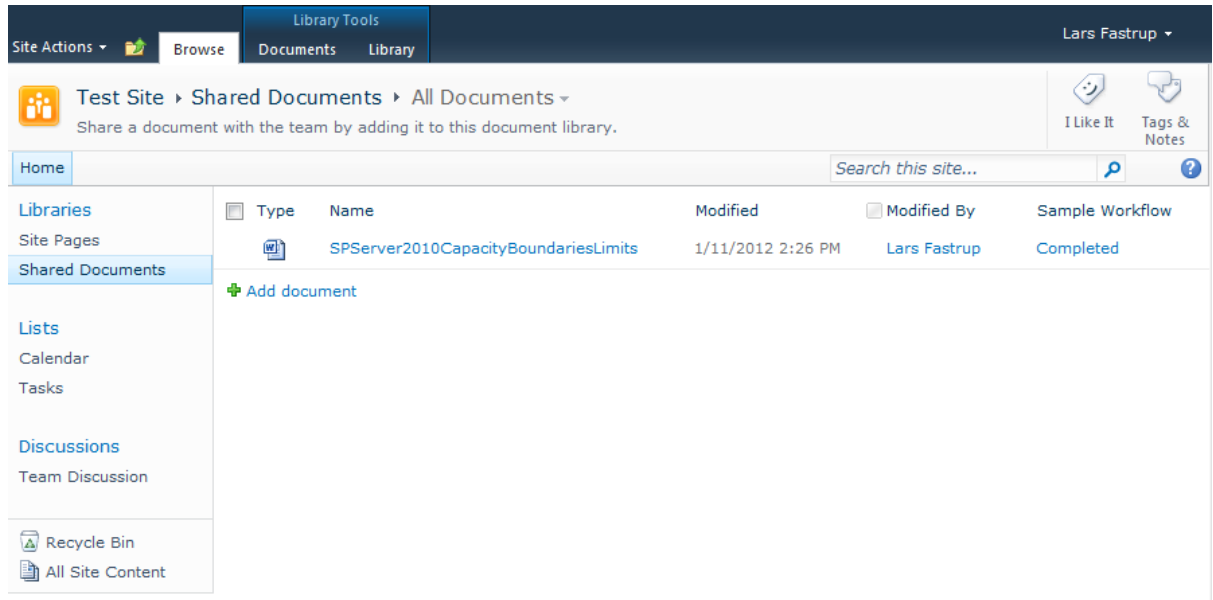 Library Tools
Site Actions Browse Documents Library Lars Fastrup
Test Site Shared Documents All Documents
Share a document with the team by adding it to this document library.
I Like It Tags &
Notes
Home Search this site... ?
Libraries
Site Pages
Shared Documents
Lists
Calendar
Tasks
Discussions
Team Discussion
Recycle Bin
All Site Content
Type Name Modified Modified By Sample Workflow
SPServer2010CapacityBoundariesLimits 1/11/2012 2:26 PM Lars Fastrup Completed
Add document